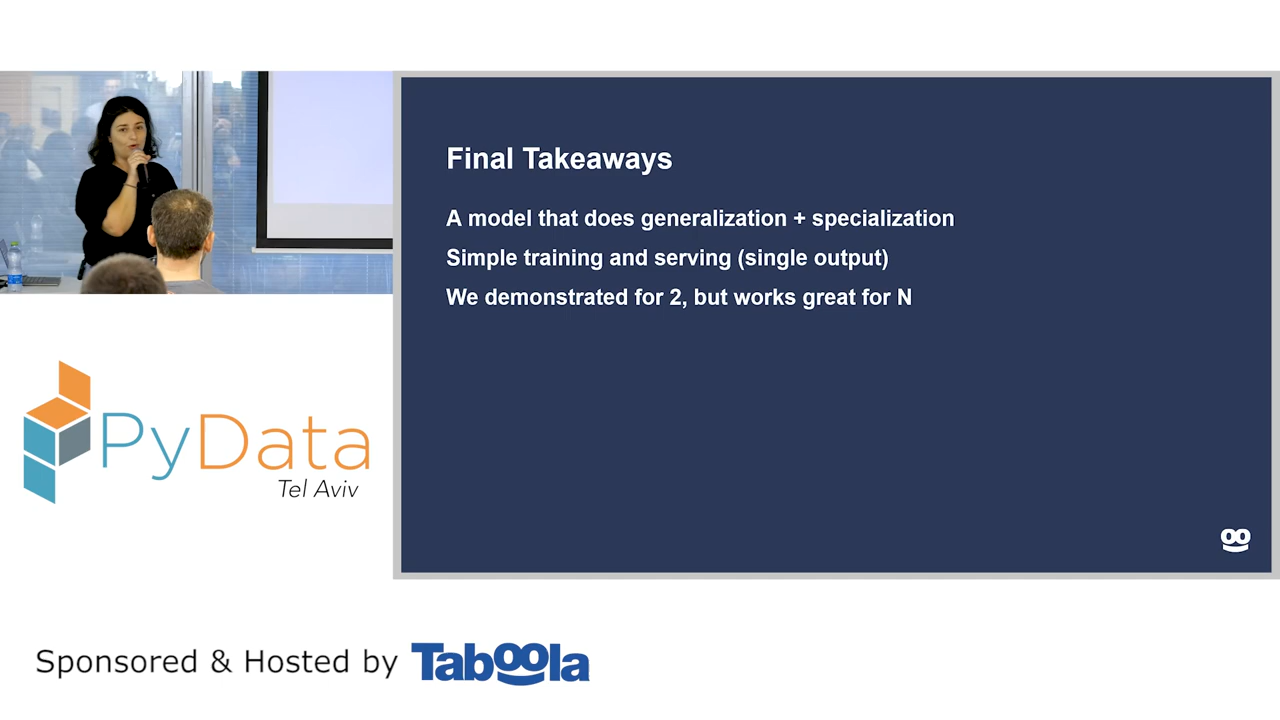 Final Takeaways
A model that does generalization + specialization
Simple training and serving (single output)
We demonstrated for 2, but works great for N
PyData
Tel Aviv
Sponsored & Hosted by Taboola